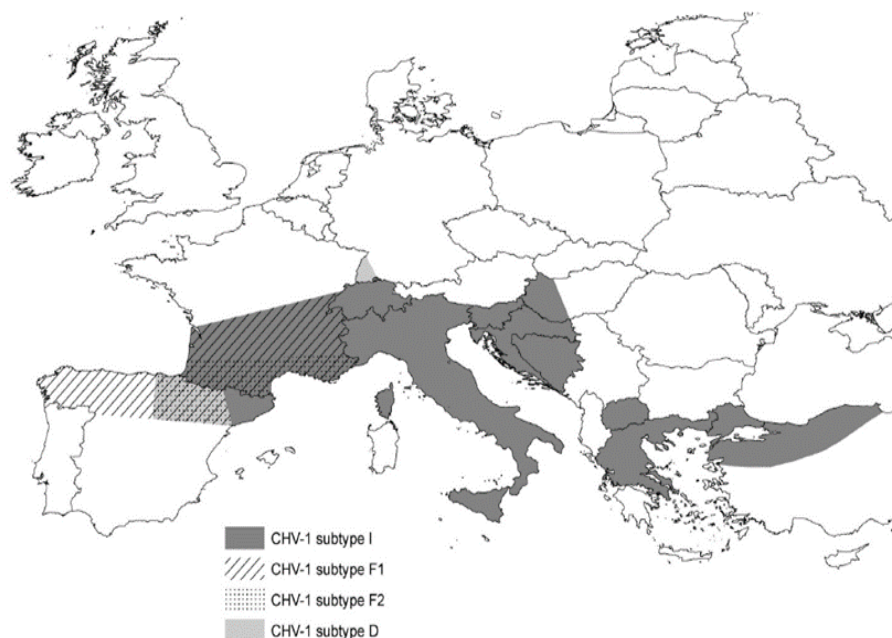 CHV-1 subtype I
CHV-1 subtype F1
CHV-1 subtype F2
CHV-1 subtype D